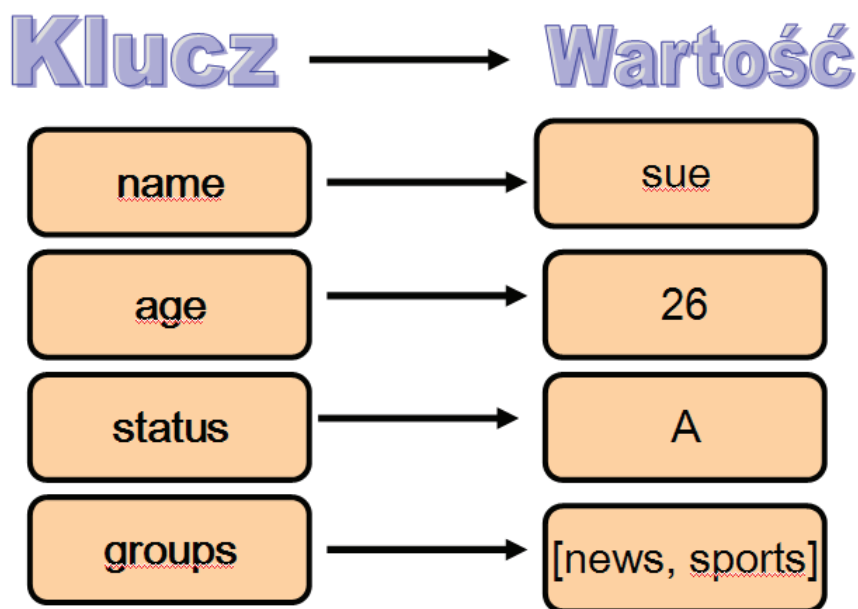 Klucz Wartość
name sue
age 26
status A
groups [news, sports]